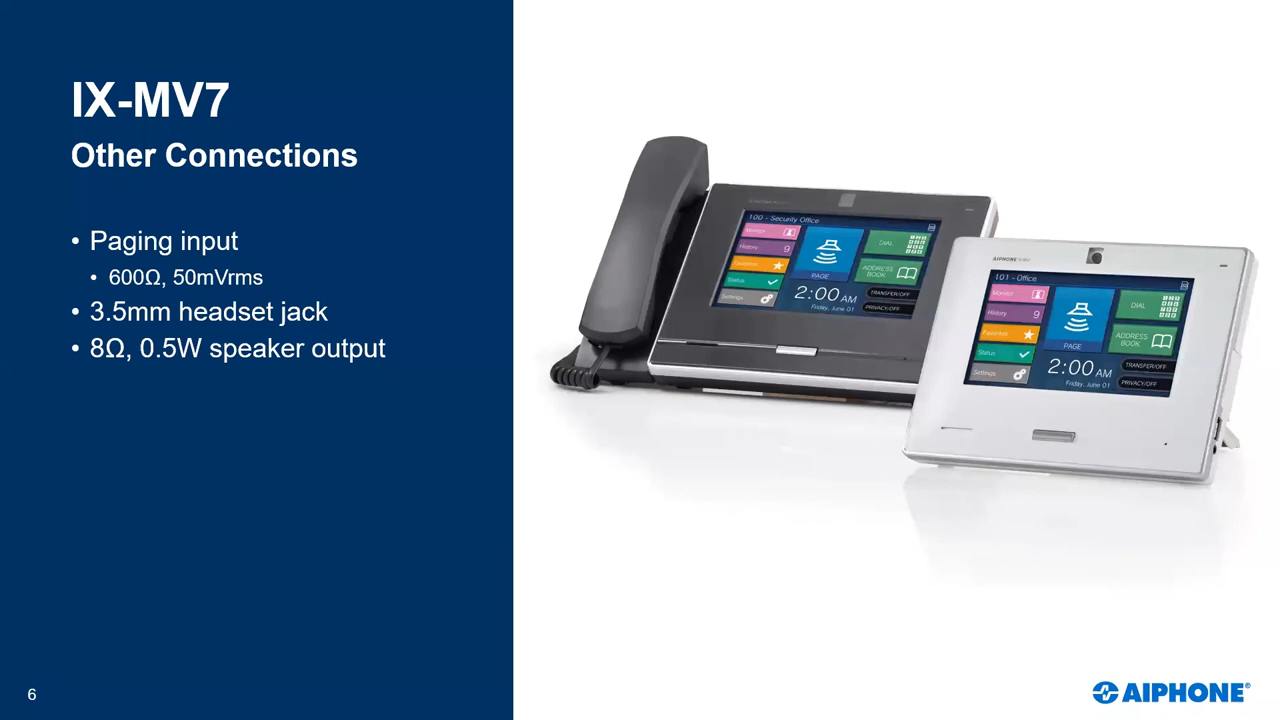 IX-MV7
Other Connections
• Paging input
• 600Ω, 50mVrms
• 3.5mm headset jack
• 8Ω, 0.5W speaker output
100 - Security Office
Monitor
History
9
Favorites
Status
Settings
PAGE
DIAL
ADDRESS
BOOK
2:00 AM
Friday, June 01
TRANSFER/OFF
PRIVACY/OFF
AIPHONE
101 - Office
Monitor
History
9
Favorites
Status
Settings
PAGE
DIAL
ADDRESS
BOOK
2:00 AM
Friday, June 01
TRANSFER/OFF
PRIVACY/OFF
6
AIPHONE®